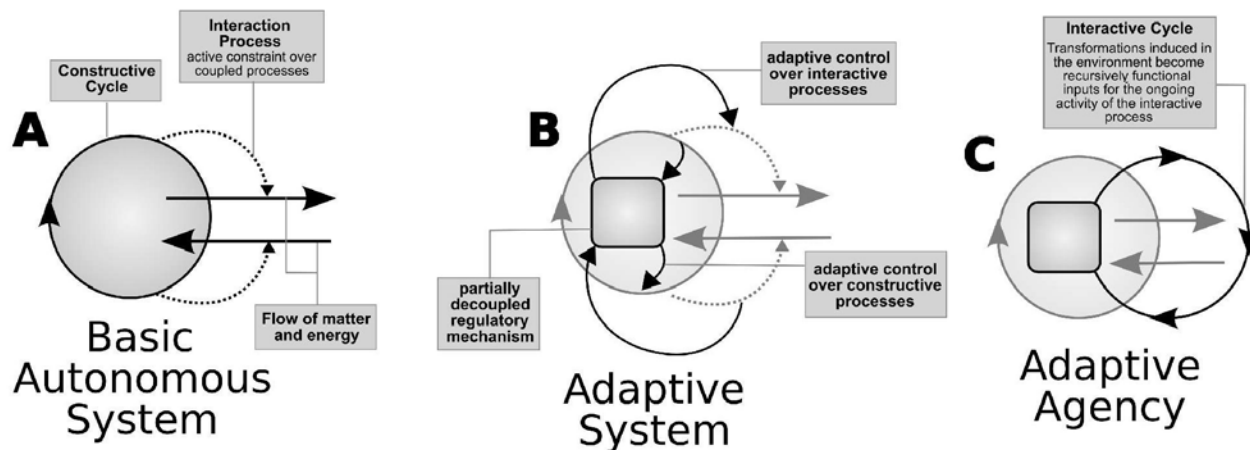 A
Constructive
Cycle
Interaction
Process
active constraint over
coupled processes
Flow of matter
and energy
Basic
Autonomous
System
B
adaptive control
over interactive
processes
partially
decoupled
regulatory
mechanism
adaptive control
over constructive
processes
Adaptive
System
C
Interactive Cycle
Transformations induced in
the environment become
recursively functional
inputs for the ongoing
activity of the interactive
process
Adaptive
Agency